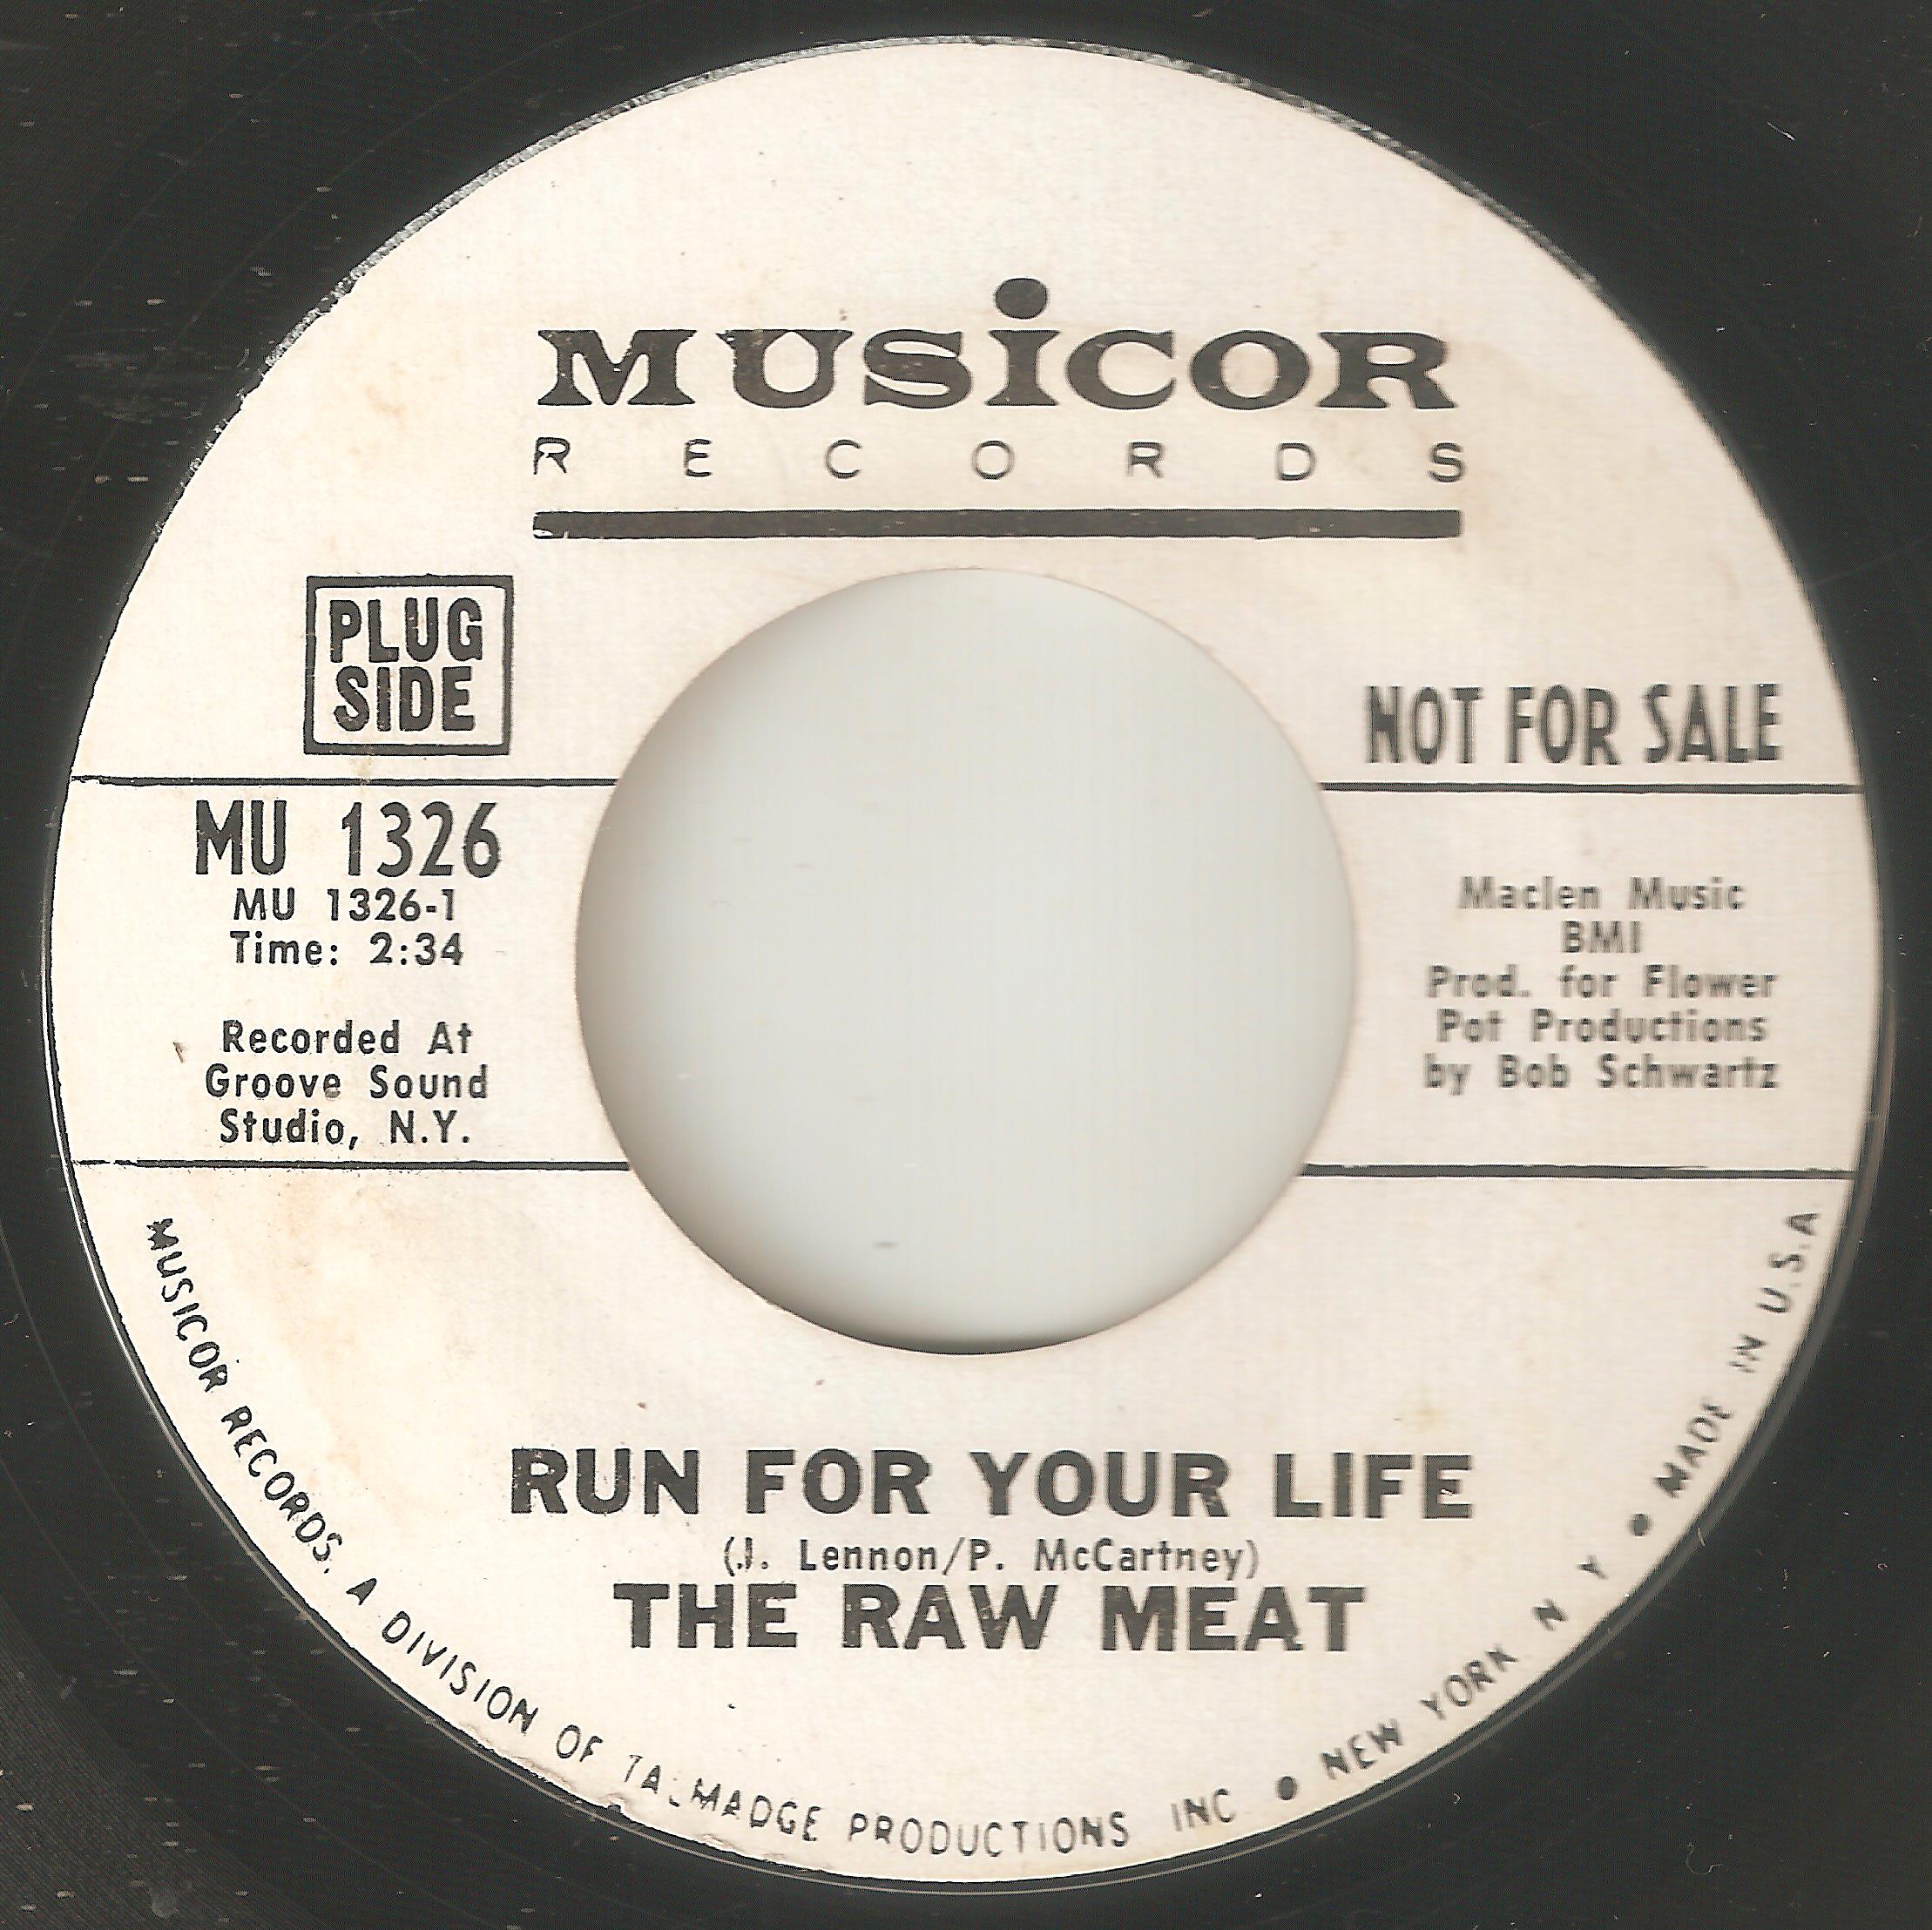 MUSiCOR
RECORDS
PLUG
SIDE
NOT FOR SALE
MU 1326
MU 1326-1
Time: 2:34
Recorded At
Groove Sound
Studio, N.Y.
Maclen Music
BMI
Prod. for Flower
Pot Productions
by Bob Schwartz
RUN FOR YOUR LIFE
(J. Lennon/P. McCartney)
THE RAW MEAT
MUSICOR RECORDS, A DIVISION OF TALMADGE PRODUCTIONS INC • NEW YORK N Y • MADE IN U.S.A